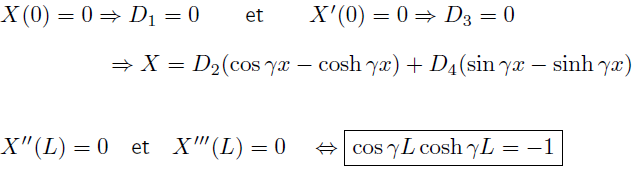 X(0) = 0 ⇒ D₁ = 0 et X′(0) = 0 ⇒ D₃ = 0
⇒ X = D₂(cos γx − cosh γx) + D₄(sin γx − sinh γx)
X″(L) = 0 et X‴(L) = 0 ⇔ cos γL cosh γL = −1